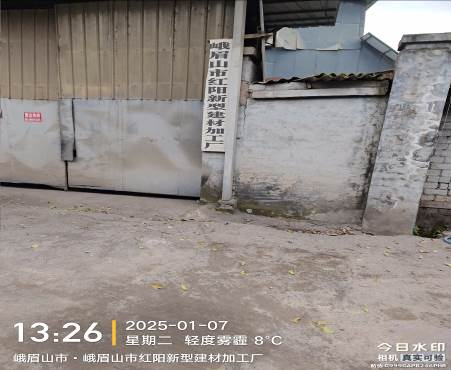 峨眉山市红阳新型建材加工厂
13:26
2025-01-07
星期二 轻度雾霾 8℃
峨眉山市·峨眉山市红阳新型建材加工厂
今日水印
相机 真实可验